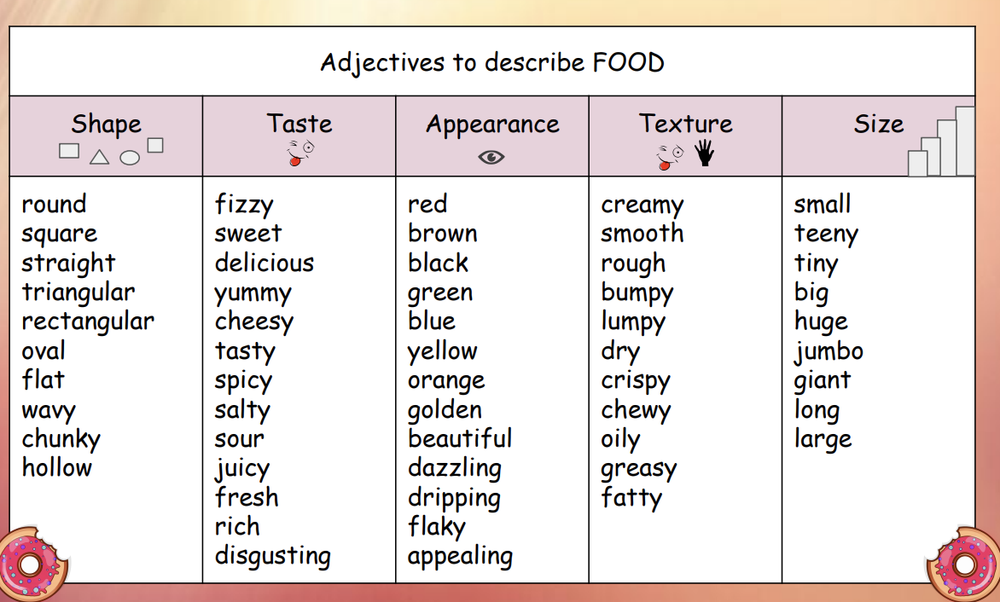 Adjectives to describe FOOD
Shape
Taste
Appearance
Texture
Size
round
square
straight
triangular
rectangular
oval
flat
wavy
chunky
hollow
fizzy
sweet
delicious
yummy
cheesy
tasty
spicy
salty
sour
juicy
fresh
rich
disgusting
red
brown
black
green
blue
yellow
orange
golden
beautiful
dazzling
dripping
flaky
appealing
creamy
smooth
rough
bumpy
lumpy
dry
crispy
chewy
oily
greasy
fatty
small
teeny
tiny
big
huge
jumbo
giant
long
large